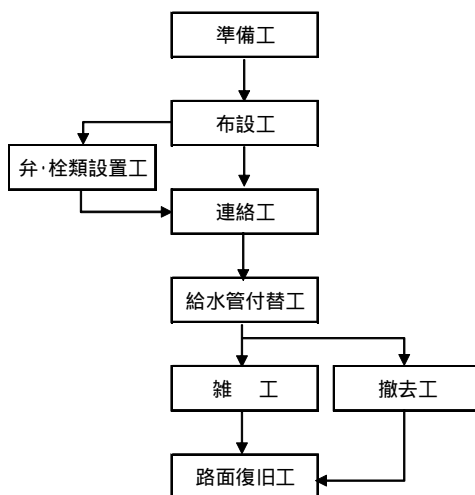 準備工
布設工
弁・栓類設置工
連絡工
給水管付替工
雑　工
撤去工
路面復旧工